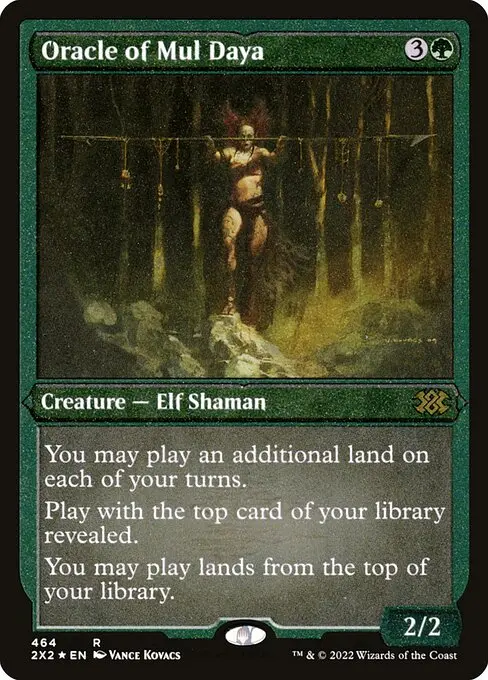 Oracle of Mul Daya 3
Creature — Elf Shaman
You may play an additional land on
each of your turns.
Play with the top card of your library
revealed.
You may play lands from the top of
your library.
2/2
464 R
2X2 ★ EN Vance Kovacs
™ & © 2022 Wizards of the Coast